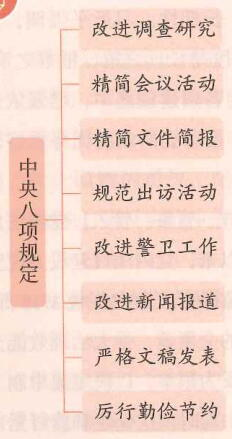 中央八项规定
改进调查研究
精简会议活动
精简文件简报
规范出访活动
改进警卫工作
改进新闻报道
严格文稿发表
厉行勤俭节约